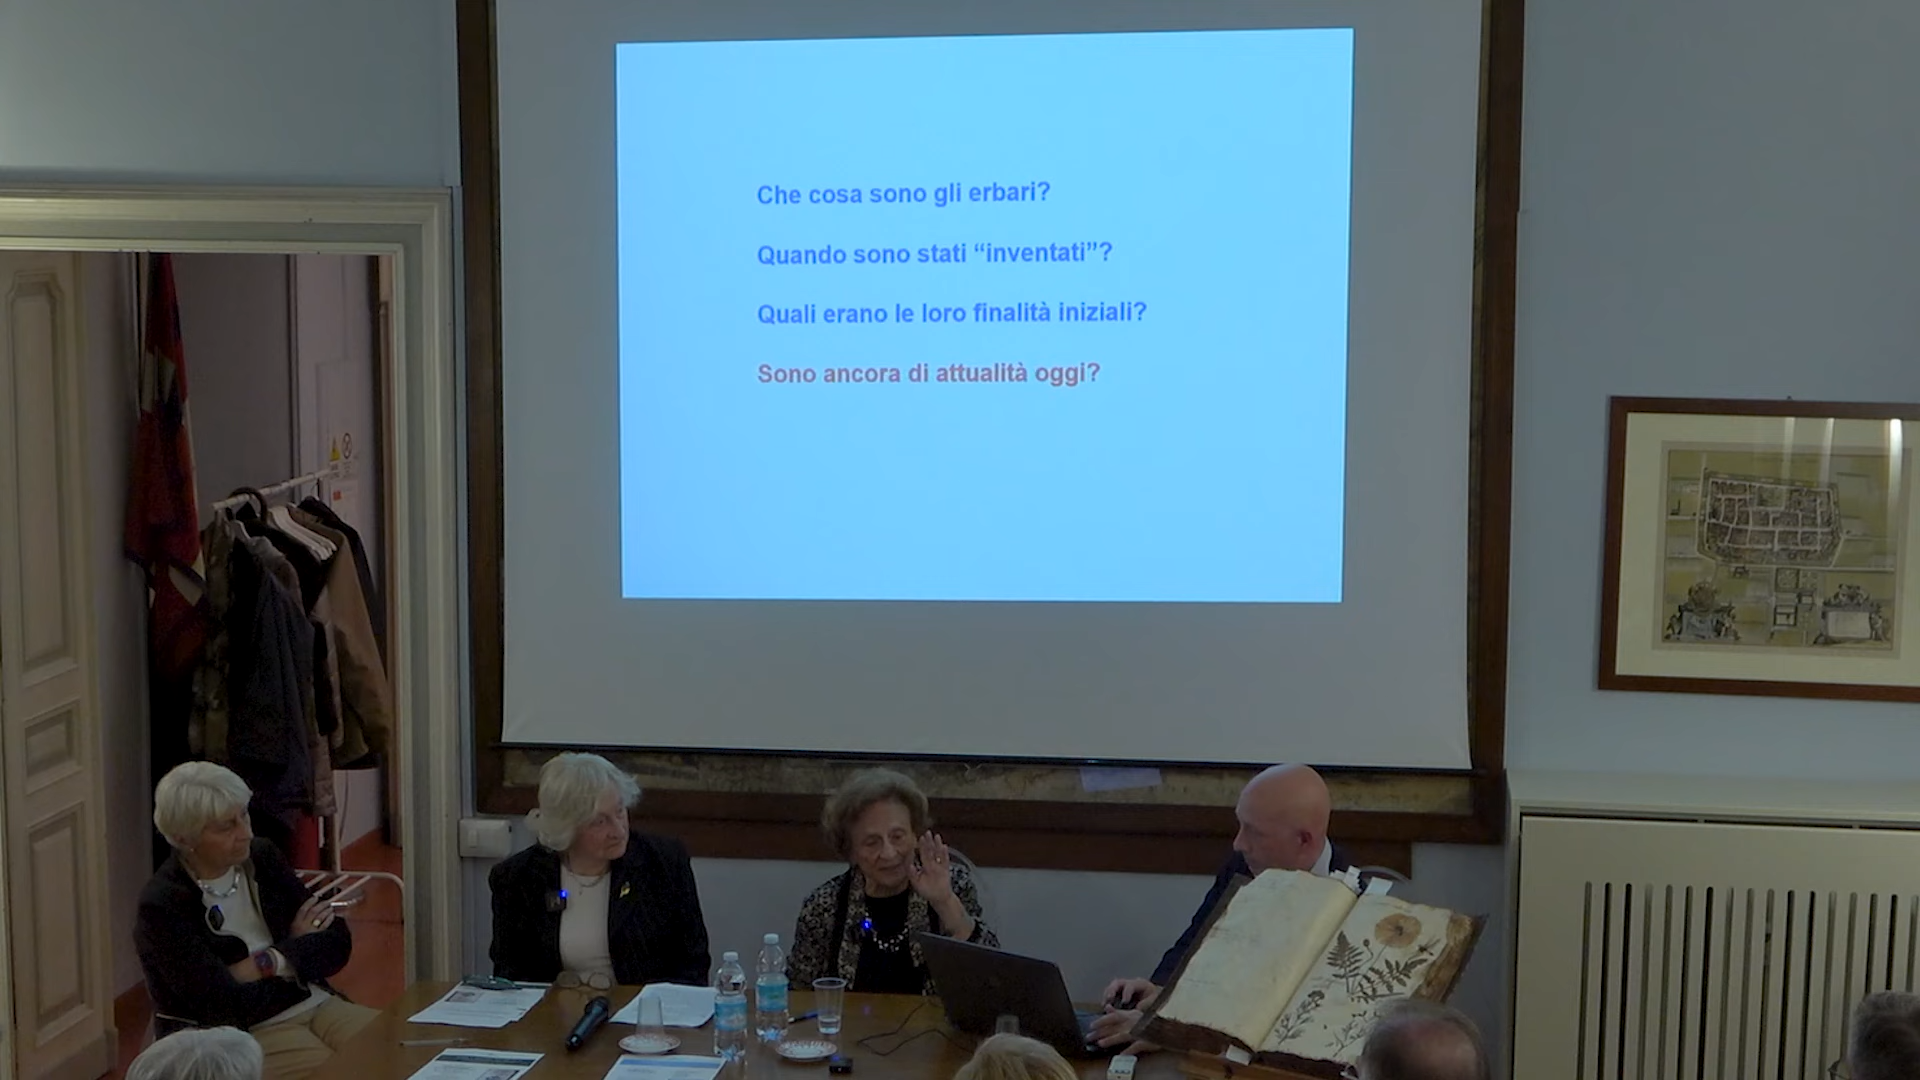 Che cosa sono gli erbari?
Quando sono stati “inventati”?
Quali erano le loro finalità iniziali?
Sono ancora di attualità oggi?